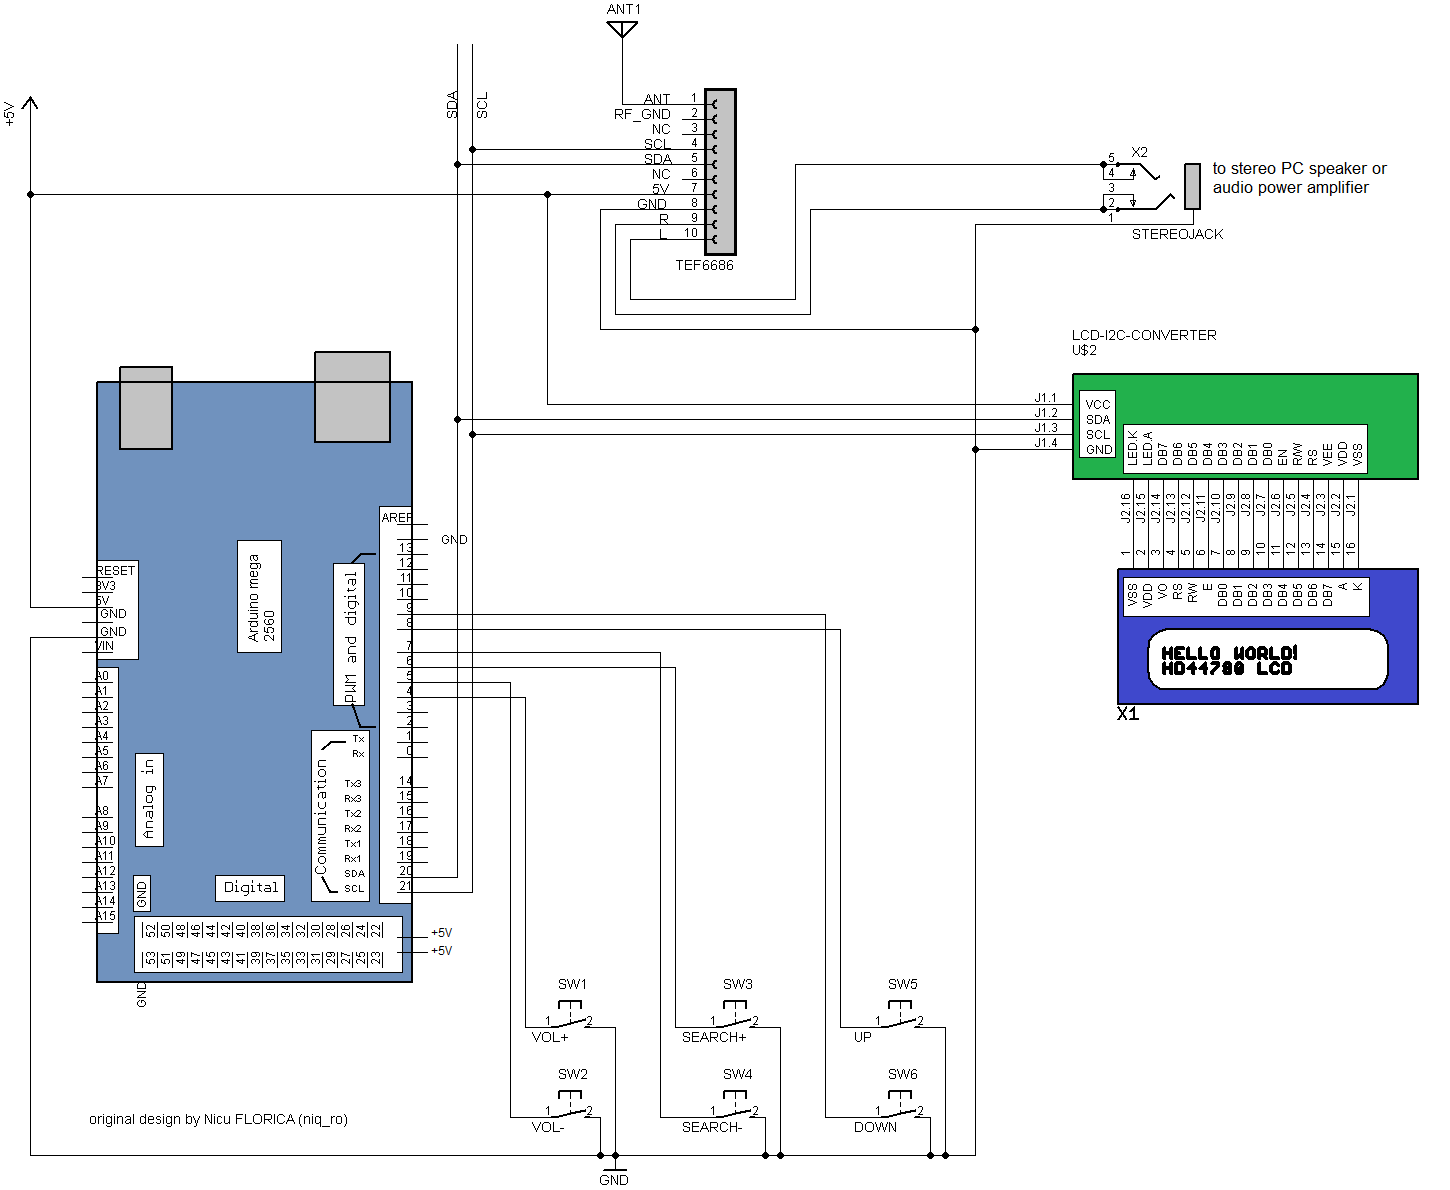 ANT1
+5V
SDA
SCL
ANT 1
RF_GND 2
NC 3
SCL 4
SDA 5
NC 6
5V 7
GND 8
R 9
L 10
TEF6686
X2
5
4
3
2
1
STEREOJACK
to stereo PC speaker or
audio power amplifier
LCD-I2C-CONVERTER
U$2
J1.1 VCC
J1.2 SDA
J1.3 SCL
J1.4 GND
LED.K LED.A DB7 DB6 DB5 DB4 DB3 DB2 DB1 DB0 EN R/W RS VEE VDD VSS
J2.16 J2.15 J2.14 J2.13 J2.12 J2.11 J2.10 J2.9 J2.8 J2.7 J2.6 J2.5 J2.4 J2.3 J2.2 J2.1
1 2 3 4 5 6 7 8 9 10 11 12 13 14 15 16
VSS VDD VO RS RW E DB0 DB1 DB2 DB3 DB4 DB5 DB6 DB7 A K
HELLO WORLD!
HD44780 LCD
X1
RESET
3V3
5V
GND
GND
VIN
A0
A1
A2
A3
A4
A5
A6
A7
A8
A9
A10
A11
A12
A13
A14
A15
Arduino mega
2560
Analog in
PWM and digital
Communication
Tx
Rx
Tx3
Rx3
Tx2
Rx2
Tx1
Rx1
SDA
SCL
AREF
GND
13
12
11
10
9
8
7
6
5
4
3
2
1
0
14
15
16
17
18
19
20
21
GND
Digital
52 50 48 46 44 42 40 38 36 34 32 30 28 26 24 22
53 51 49 47 45 43 41 39 37 35 33 31 29 27 25 23
+5V
+5V
GND
SW1
1 2
VOL+
SW2
1 2
VOL-
SW3
1 2
SEARCH+
SW4
1 2
SEARCH-
SW5
1 2
UP
SW6
1 2
DOWN
GND
original design by Nicu FLORICA (niq_ro)